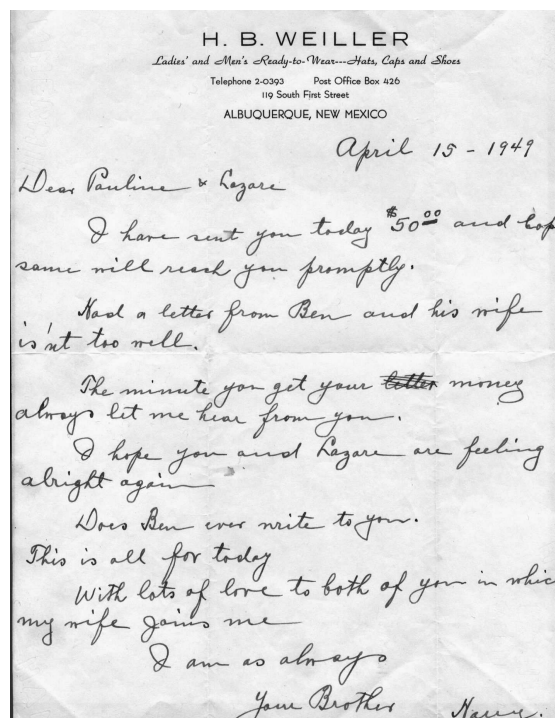 H. B. WEILLER
Ladies' and Men's Ready-to-Wear---Hats, Caps and Shoes
Telephone 2-0393 Post Office Box 426
119 South First Street
ALBUQUERQUE, NEW MEXICO
April 15 - 1949
Dear Pauline & Lazare
I have sent you today $50 00 and hop
same will reach you promptly.
Had a letter from Ben and his wife
is'nt too well.
The minute you get your letter money
always let me hear from you.
I hope you and Lazare are feeling
alright again
Does Ben ever write to you.
This is all for today
With lots of love to both of you in whic
my wife joins me
I am as always
Your Brother Harry.